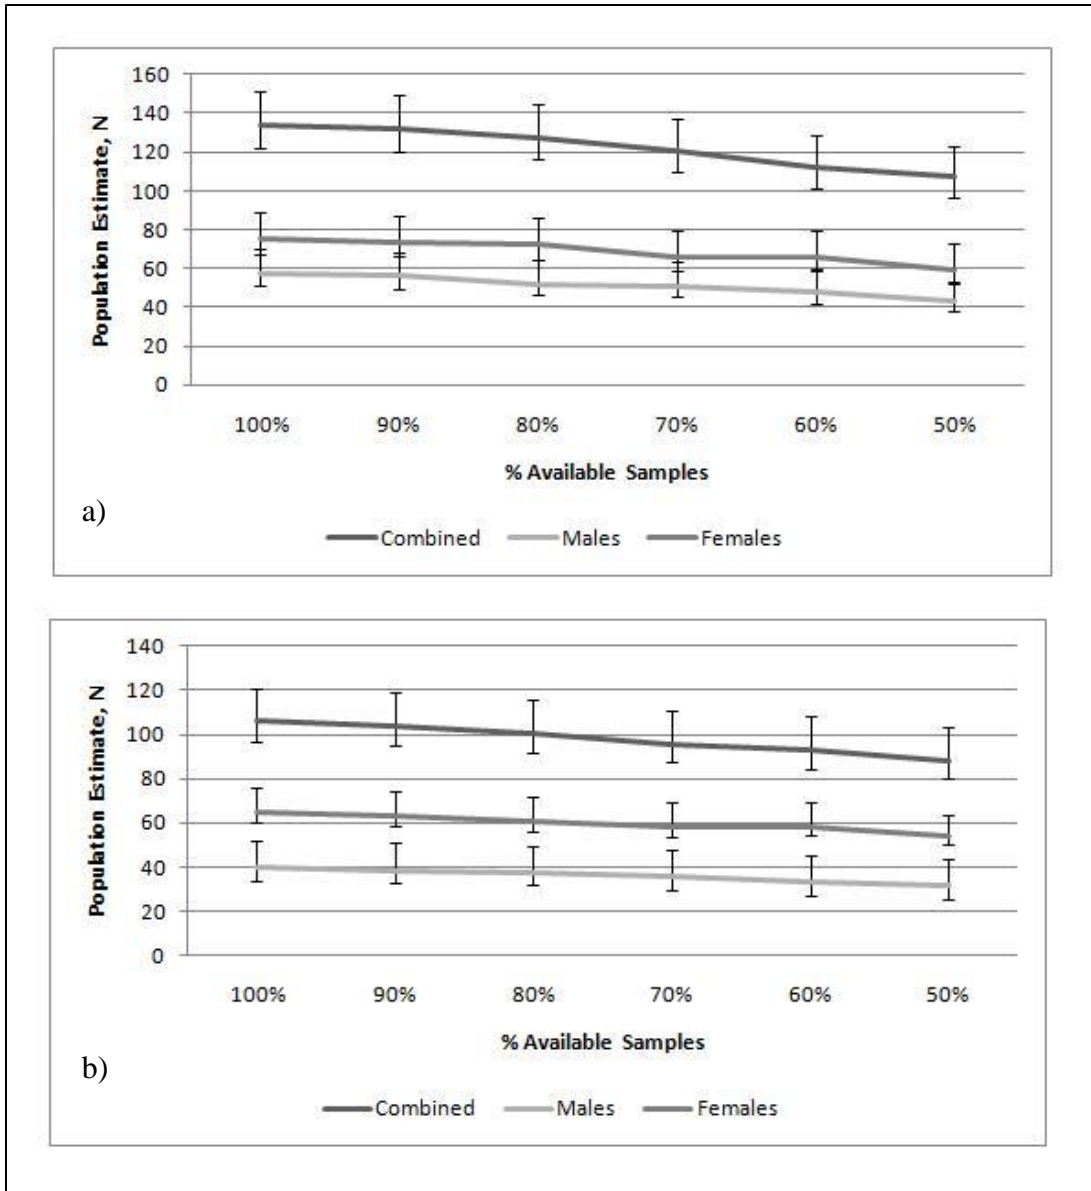 160
140
120
100
80
60
40
20
0
Population Estimate, N
100% 90% 80% 70% 60% 50%
% Available Samples
a)
Combined Males Females
140
120
100
80
60
40
20
0
Population Estimate, N
100% 90% 80% 70% 60% 50%
% Available Samples
b)
Combined Males Females